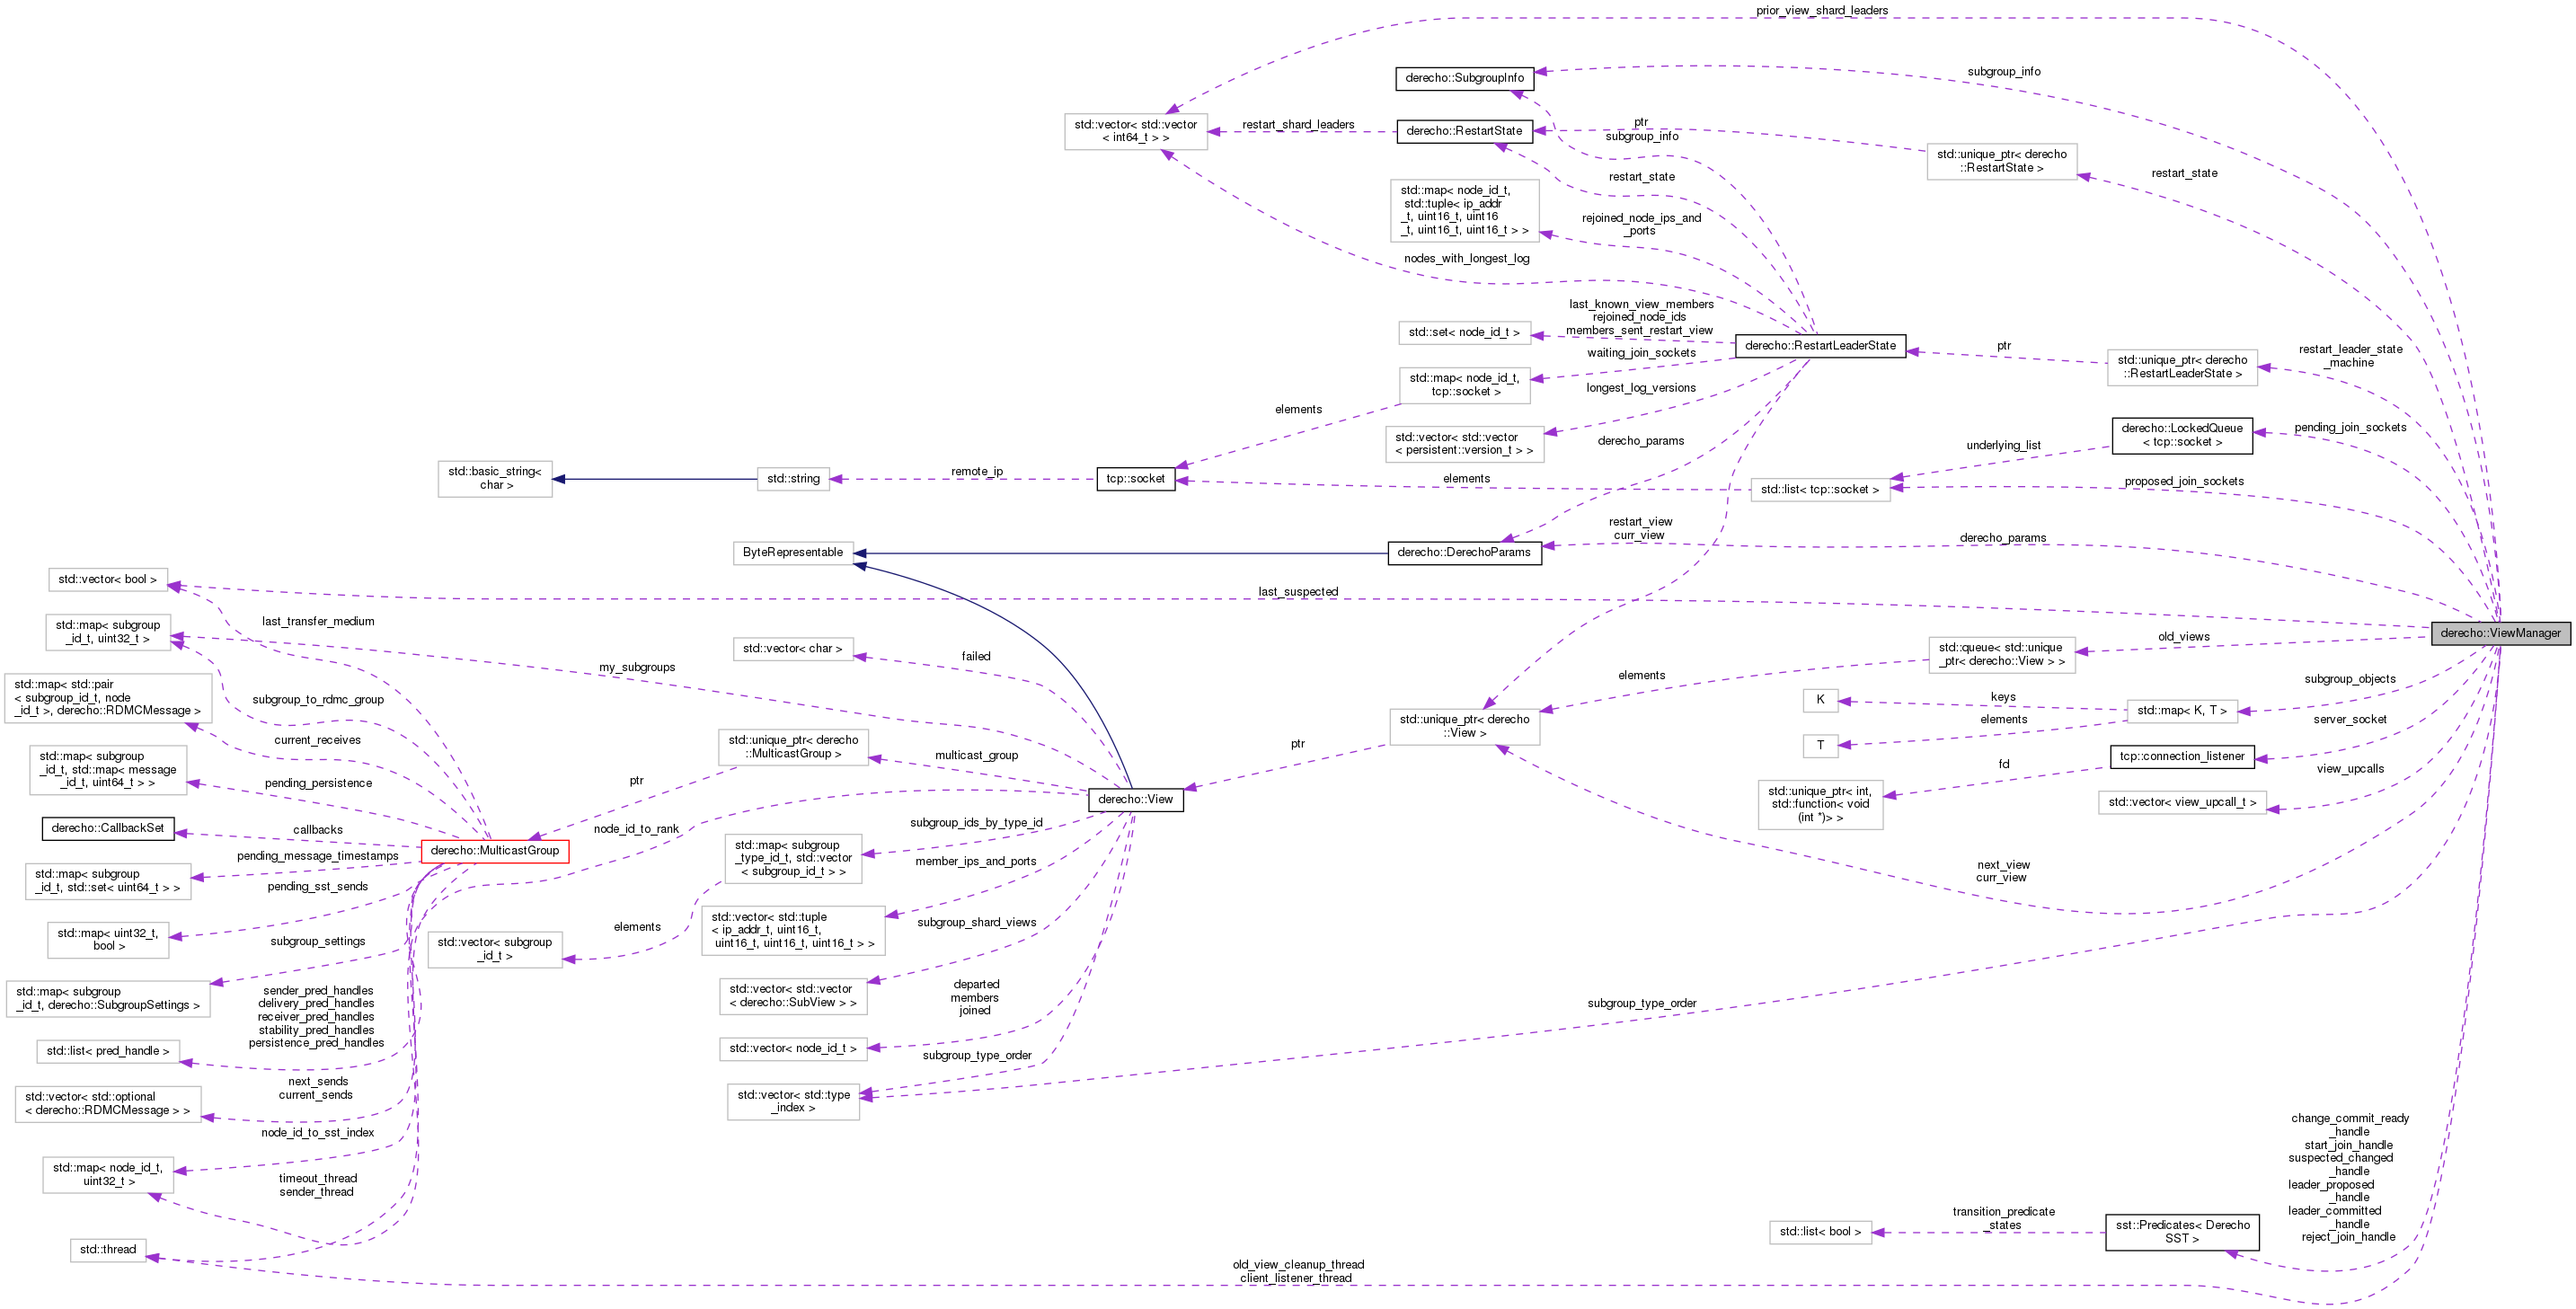 prior_view_shard_leaders
derecho::SubgroupInfo
subgroup_info
std::vector< std::vector
< int64_t > >
restart_shard_leaders
derecho::RestartState
ptr
subgroup_info
std::unique_ptr< derecho
::RestartState >
restart_state
restart_state
std::map< node_id_t,
std::tuple< ip_addr
_t, uint16_t, uint16
_t, uint16_t, uint16_t > >
rejoined_node_ips_and
_ports
nodes_with_longest_log
std::set< node_id_t >
last_known_view_members
rejoined_node_ids
members_sent_restart_view
derecho::RestartLeaderState
ptr
std::unique_ptr< derecho
::RestartLeaderState >
restart_leader_state
_machine
waiting_join_sockets
std::map< node_id_t,
tcp::socket >
longest_log_versions
elements
std::vector< std::vector
< persistent::version_t > >
derecho_params
derecho::LockedQueue
< tcp::socket >
pending_join_sockets
underlying_list
std::basic_string<
char >
std::string
remote_ip
tcp::socket
elements
std::list< tcp::socket >
proposed_join_sockets
ByteRepresentable
derecho::DerechoParams
restart_view
curr_view
derecho_params
std::vector< bool >
last_suspected
last_transfer_medium
std::map< subgroup
_id_t, uint32_t >
my_subgroups
std::vector< char >
failed
std::queue< std::unique
_ptr< derecho::View > >
old_views
derecho::ViewManager
elements
std::map< std::pair
< subgroup_id_t, node
_id_t >, derecho::RDMCMessage >
subgroup_to_rdmc_group
current_receives
K
keys
elements
T
std::map< K, T >
subgroup_objects
std::unique_ptr< derecho
::View >
ptr
std::unique_ptr< derecho
::MulticastGroup >
multicast_group
ptr
server_socket
tcp::connection_listener
fd
std::unique_ptr< int,
std::function< void
(int *)> >
view_upcalls
std::vector< view_upcall_t >
std::map< subgroup
_id_t, std::map< message
_id_t, uint64_t > >
pending_persistence
derecho::View
derecho::CallbackSet
callbacks
derecho::MulticastGroup
node_id_to_rank
subgroup_ids_by_type_id
std::map< subgroup
_type_id_t, std::vector
< subgroup_id_t > >
member_ips_and_ports
std::map< subgroup
_id_t, std::set< uint64_t > >
pending_message_timestamps
pending_sst_sends
std::map< uint32_t,
bool >
next_view
curr_view
std::vector< std::tuple
< ip_addr_t, uint16_t,
uint16_t, uint16_t, uint16_t > >
subgroup_shard_views
std::vector< subgroup
_id_t >
elements
subgroup_settings
std::map< subgroup
_id_t, derecho::SubgroupSettings >
std::vector< std::vector
< derecho::SubView > >
departed
members
joined
sender_pred_handles
delivery_pred_handles
receiver_pred_handles
stability_pred_handles
persistence_pred_handles
std::list< pred_handle >
std::vector< node_id_t >
subgroup_type_order
subgroup_type_order
std::vector< std::type
_index >
std::vector< std::optional
< derecho::RDMCMessage > >
next_sends
current_sends
node_id_to_sst_index
std::map< node_id_t,
uint32_t >
timeout_thread
sender_thread
std::thread
change_commit_ready
_handle
start_join_handle
suspected_changed
_handle
leader_proposed
_handle
leader_committed
_handle
reject_join_handle
std::list< bool >
transition_predicate
_states
sst::Predicates< Derecho
SST >
old_view_cleanup_thread
client_listener_thread